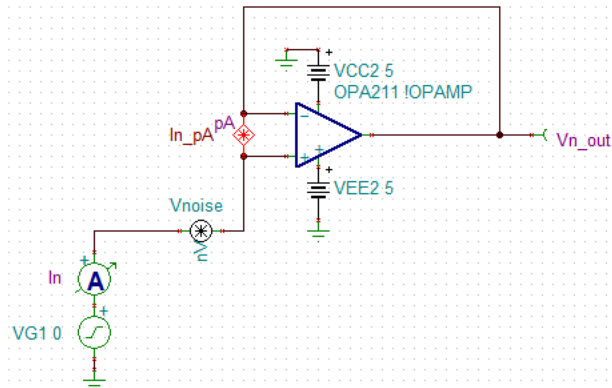 +
VCC2 5
OPA211 !OPAMP
pA
In_pA
-
+
+
Vn_out
+
VEE2 5
Vnoise
nV
+
In
A
+
VG1 0